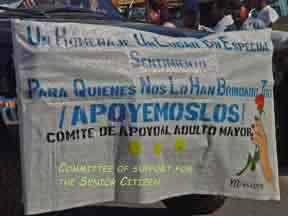 UN HOMENAJE UN LUGAR UN ESPECIAL
SENTIMIENTO
PARA QUIENES NOS LO HAN BRINDADO TODO
¡APOYEMOSLOS!
COMITE DE APOYO AL ADULTO MAYOR
COMMITTEE OF SUPPORT FOR
THE SENIOR CITIZEN